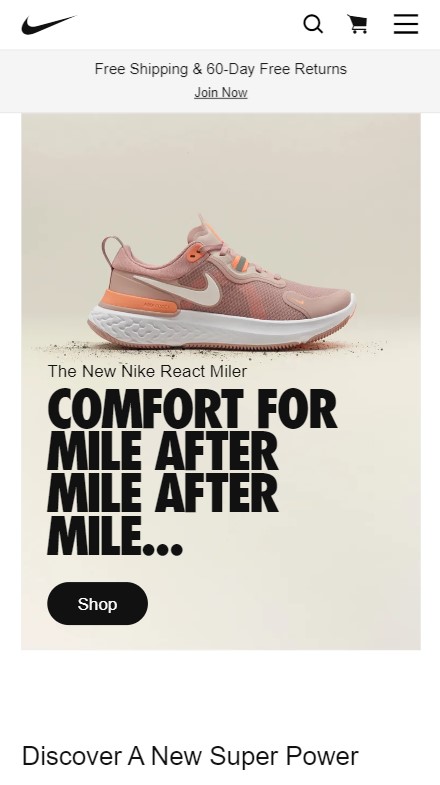 Free Shipping & 60-Day Free Returns
Join Now
The New Nike React Miler
COMFORT FOR
MILE AFTER
MILE AFTER
MILE...
Shop
Discover A New Super Power